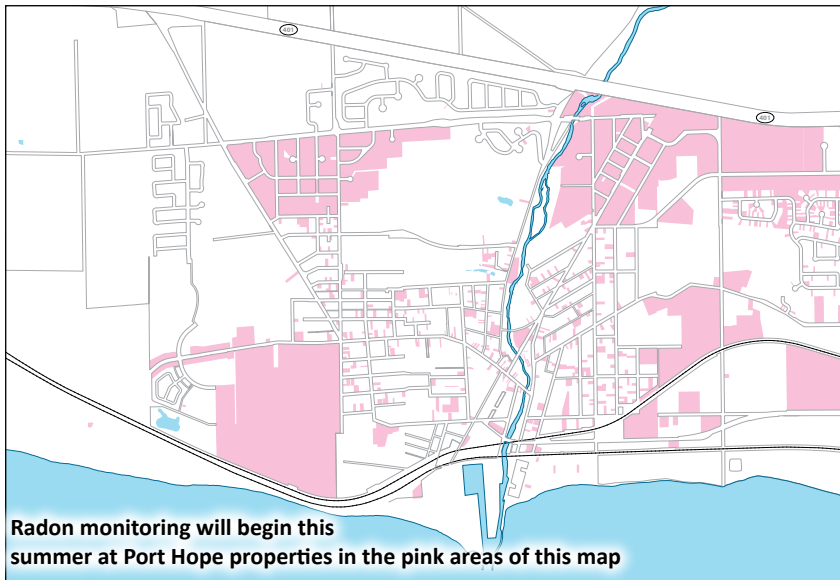 401
401
Radon monitoring will begin this
summer at Port Hope properties in the pink areas of this map